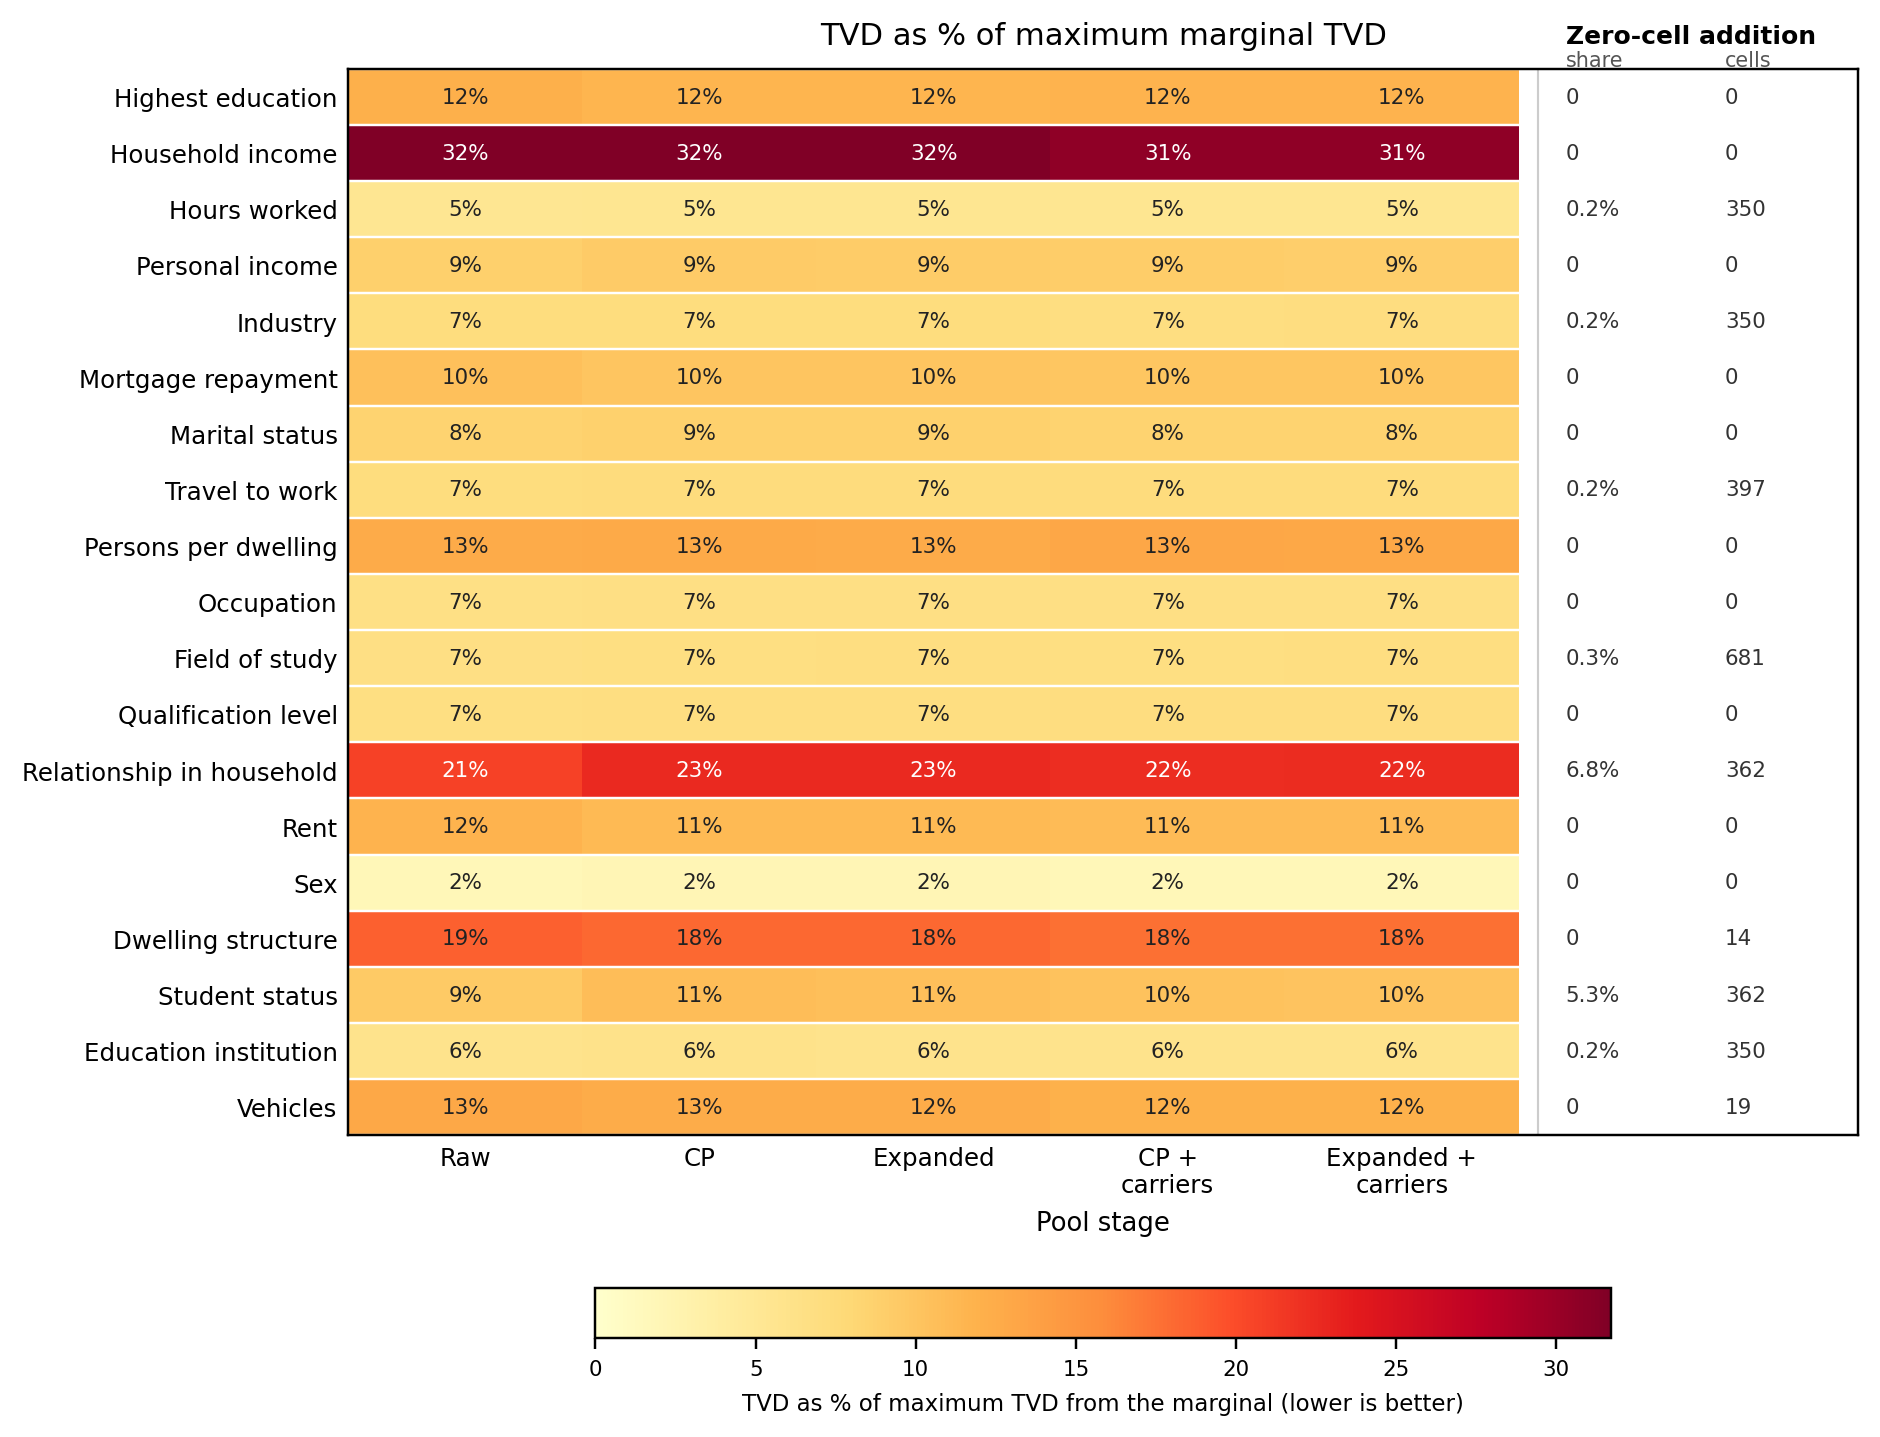 TVD as % of maximum marginal TVD
Zero-cell addition
share cells
Highest education 12% 12% 12% 12% 12% 0 0
Household income 32% 32% 32% 31% 31% 0 0
Hours worked 5% 5% 5% 5% 5% 0.2% 350
Personal income 9% 9% 9% 9% 9% 0 0
Industry 7% 7% 7% 7% 7% 0.2% 350
Mortgage repayment 10% 10% 10% 10% 10% 0 0
Marital status 8% 9% 9% 8% 8% 0 0
Travel to work 7% 7% 7% 7% 7% 0.2% 397
Persons per dwelling 13% 13% 13% 13% 13% 0 0
Occupation 7% 7% 7% 7% 7% 0 0
Field of study 7% 7% 7% 7% 7% 0.3% 681
Qualification level 7% 7% 7% 7% 7% 0 0
Relationship in household 21% 23% 23% 22% 22% 6.8% 362
Rent 12% 11% 11% 11% 11% 0 0
Sex 2% 2% 2% 2% 2% 0 0
Dwelling structure 19% 18% 18% 18% 18% 0 14
Student status 9% 11% 11% 10% 10% 5.3% 362
Education institution 6% 6% 6% 6% 6% 0.2% 350
Vehicles 13% 13% 12% 12% 12% 0 19
Raw CP Expanded CP + Expanded +
carriers carriers
Pool stage
0 5 10 15 20 25 30
TVD as % of maximum TVD from the marginal (lower is better)